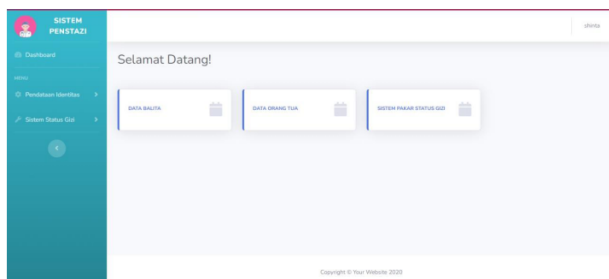 SISTEM
PENSTAZI
shinta
Dashboard
Selamat Datang!
MENU
Pendataan Identitas
Sistem Status Gizi
DATA BALITA
DATA ORANG TUA
SISTEM PAKAR STATUS GIZI
Copyright © Your Website 2020